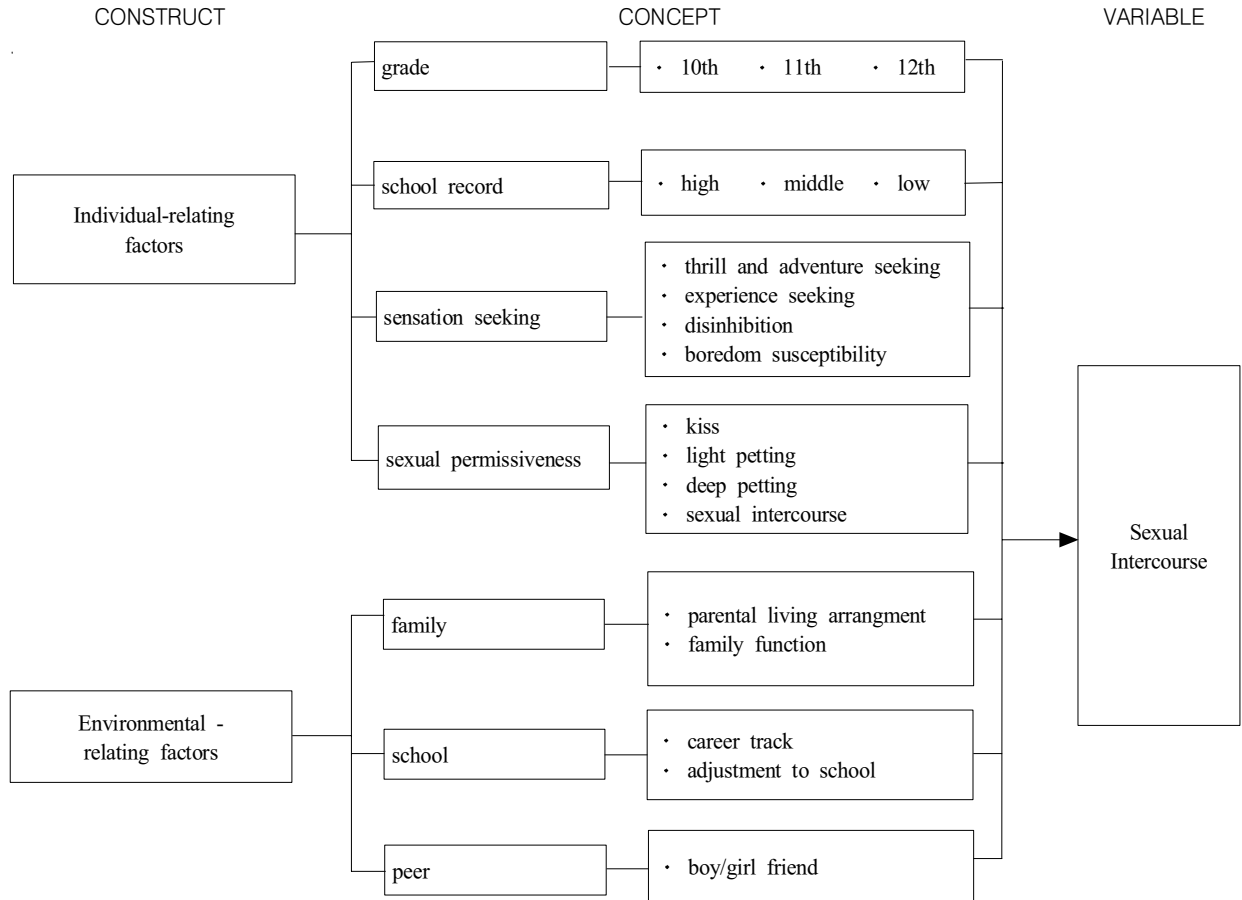 CONSTRUCT CONCEPT VARIABLE
grade
· 10th · 11th · 12th
school record
· high · middle · low
Individual-relating
factors
sensation seeking
· thrill and adventure seeking
· experience seeking
· disinhibition
· boredom susceptibility
sexual permissiveness
· kiss
· light petting
· deep petting
· sexual intercourse
Sexual
Intercourse
family
· parental living arrangment
· family function
Environmental -
relating factors
school
· career track
· adjustment to school
peer
· boy/girl friend